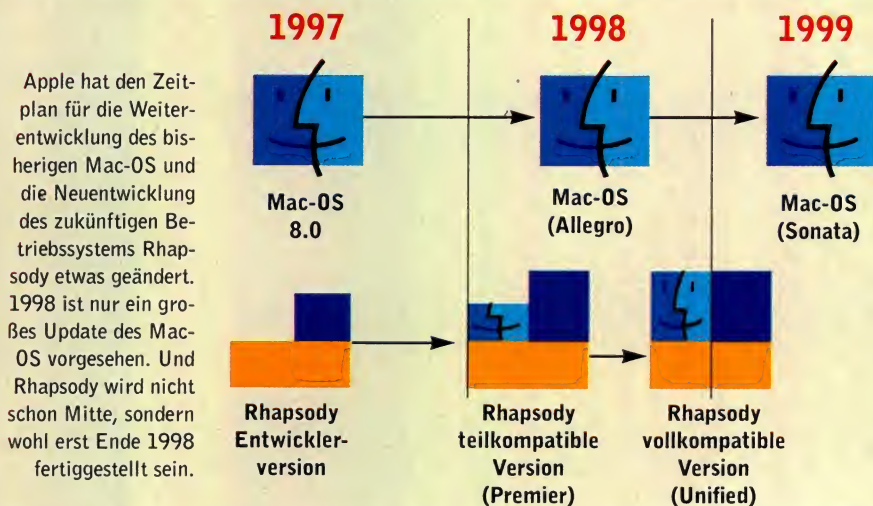 1997
1998
1999
Apple hat den Zeit-
plan für die Weiter-
entwicklung des bis-
herigen Mac-OS und
die Neuentwicklung
des zukünftigen Be-
triebssystems Rhap-
sody etwas geändert.
1998 ist nur ein gro-
ßes Update des Mac-
OS vorgesehen. Und
Rhapsody wird nicht
schon Mitte, sondern
wohl erst Ende 1998
fertiggestellt sein.
Mac-OS
8.0
Mac-OS
(Allegro)
Mac-OS
(Sonata)
Rhapsody
Entwickler-
version
Rhapsody
teilkompatible
Version
(Premier)
Rhapsody
vollkompatible
Version
(Unified)